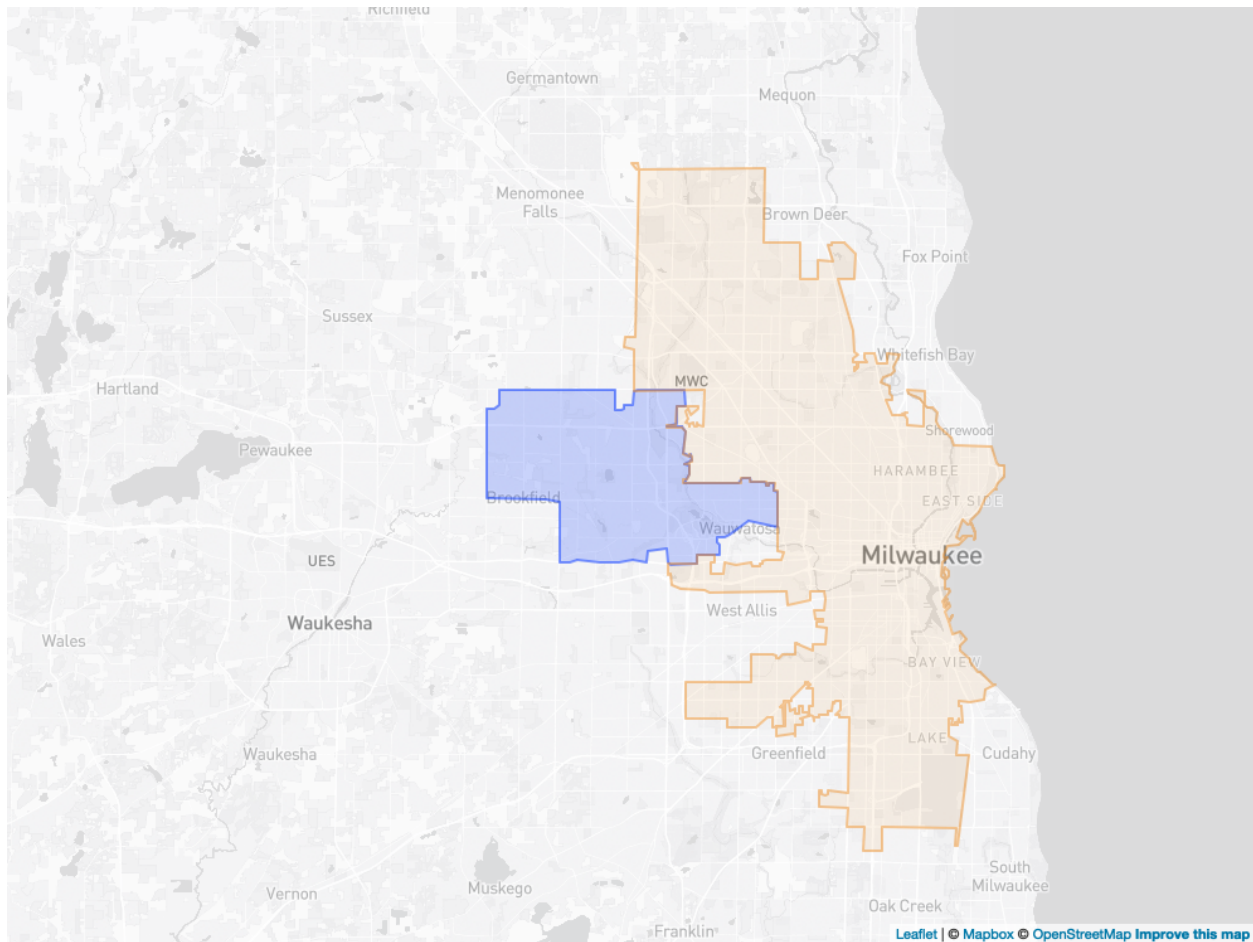 Richfield
Germantown
Mequon
Menomonee
Falls
Brown Deer
Fox Point
Sussex
Whitefish Bay
Hartland
MWC
Shorewood
Pewaukee
HARAMBEE
Brookfield
EAST SIDE
Wauwatosa
Milwaukee
UES
West Allis
Waukesha
Wales
BAY VIEW
LAKE
Waukesha
Greenfield
Cudahy
South
Milwaukee
Muskego
Vernon
Oak Creek
Franklin
Leaflet | © Mapbox © OpenStreetMap Improve this map